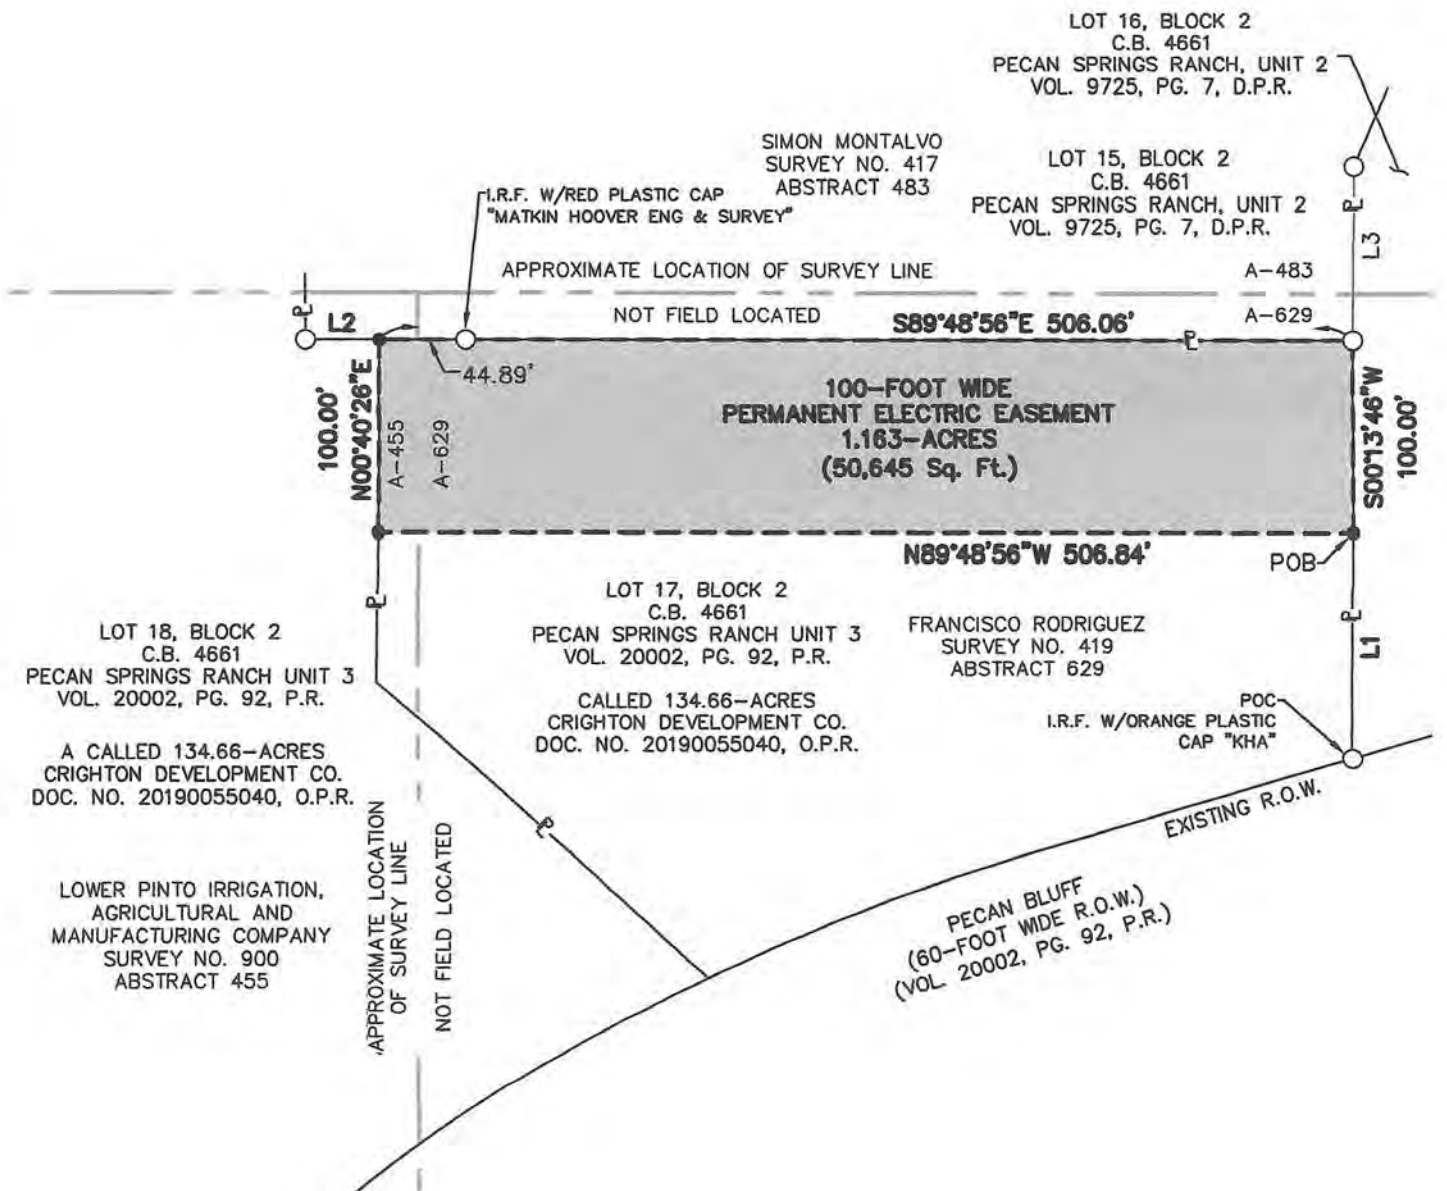 LOT 16, BLOCK 2
C.B. 4661
PECAN SPRINGS RANCH, UNIT 2
VOL. 9725, PG. 7, D.P.R.
SIMON MONTALVO
SURVEY NO. 417
ABSTRACT 483
LOT 15, BLOCK 2
C.B. 4661
PECAN SPRINGS RANCH, UNIT 2
VOL. 9725, PG. 7, D.P.R.
I.R.F. W/RED PLASTIC CAP
"MATKIN HOOVER ENG & SURVEY"
L3
APPROXIMATE LOCATION OF SURVEY LINE
A-483
NOT FIELD LOCATED
A-629
L2
S89°48'56"E 506.06'
44.89'
N00°40'26"E
100.00'
A-455
A-629
100-FOOT WIDE
PERMANENT ELECTRIC EASEMENT
1.163-ACRES
(50,645 Sq. Ft.)
S00°13'46"W
100.00'
N89°48'56"W 506.84'
POB
LOT 17, BLOCK 2
C.B. 4661
PECAN SPRINGS RANCH UNIT 3
VOL. 20002, PG. 92, P.R.
CALLED 134.66-ACRES
CRIGHTON DEVELOPMENT CO.
DOC. NO. 20190055040, O.P.R.
FRANCISCO RODRIGUEZ
SURVEY NO. 419
ABSTRACT 629
L1
LOT 18, BLOCK 2
C.B. 4661
PECAN SPRINGS RANCH UNIT 3
VOL. 20002, PG. 92, P.R.
A CALLED 134.66-ACRES
CRIGHTON DEVELOPMENT CO.
DOC. NO. 20190055040, O.P.R.
POC
I.R.F. W/ORANGE PLASTIC
CAP "KHA"
EXISTING R.O.W.
LOWER PINTO IRRIGATION,
AGRICULTURAL AND
MANUFACTURING COMPANY
SURVEY NO. 900
ABSTRACT 455
APPROXIMATE LOCATION
OF SURVEY LINE
NOT FIELD LOCATED
PECAN BLUFF
(60-FOOT WIDE R.O.W.)
(VOL. 20002, PG. 92, P.R.)